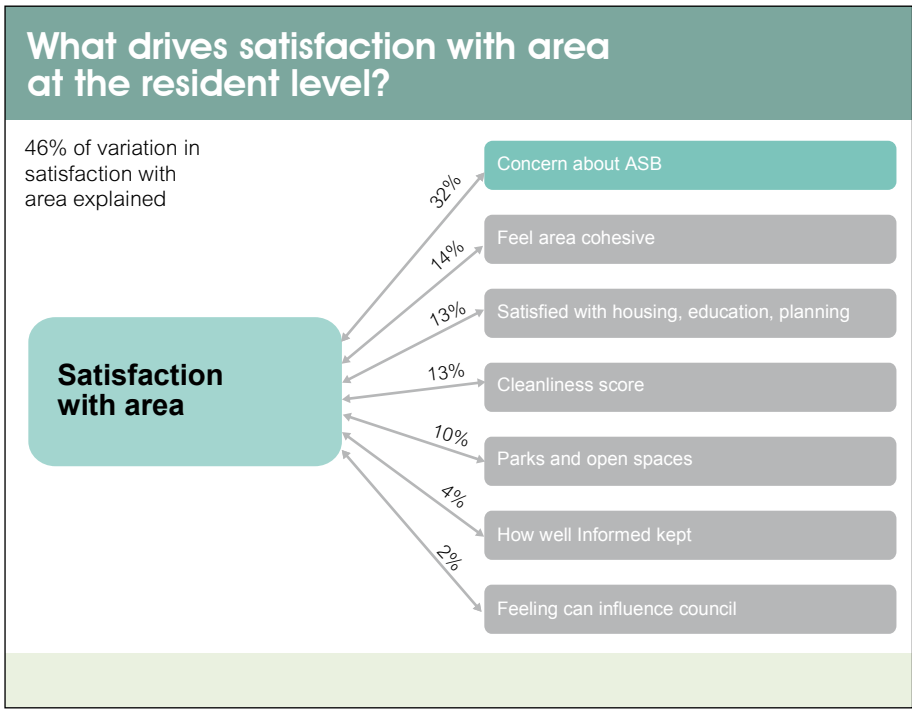 What drives satisfaction with area
at the resident level?
46% of variation in
satisfaction with
area explained
Satisfaction
with area
32%
Concern about ASB
14%
Feel area cohesive
13%
Satisfied with housing, education, planning
13%
Cleanliness score
10%
Parks and open spaces
4%
How well Informed kept
2%
Feeling can influence council